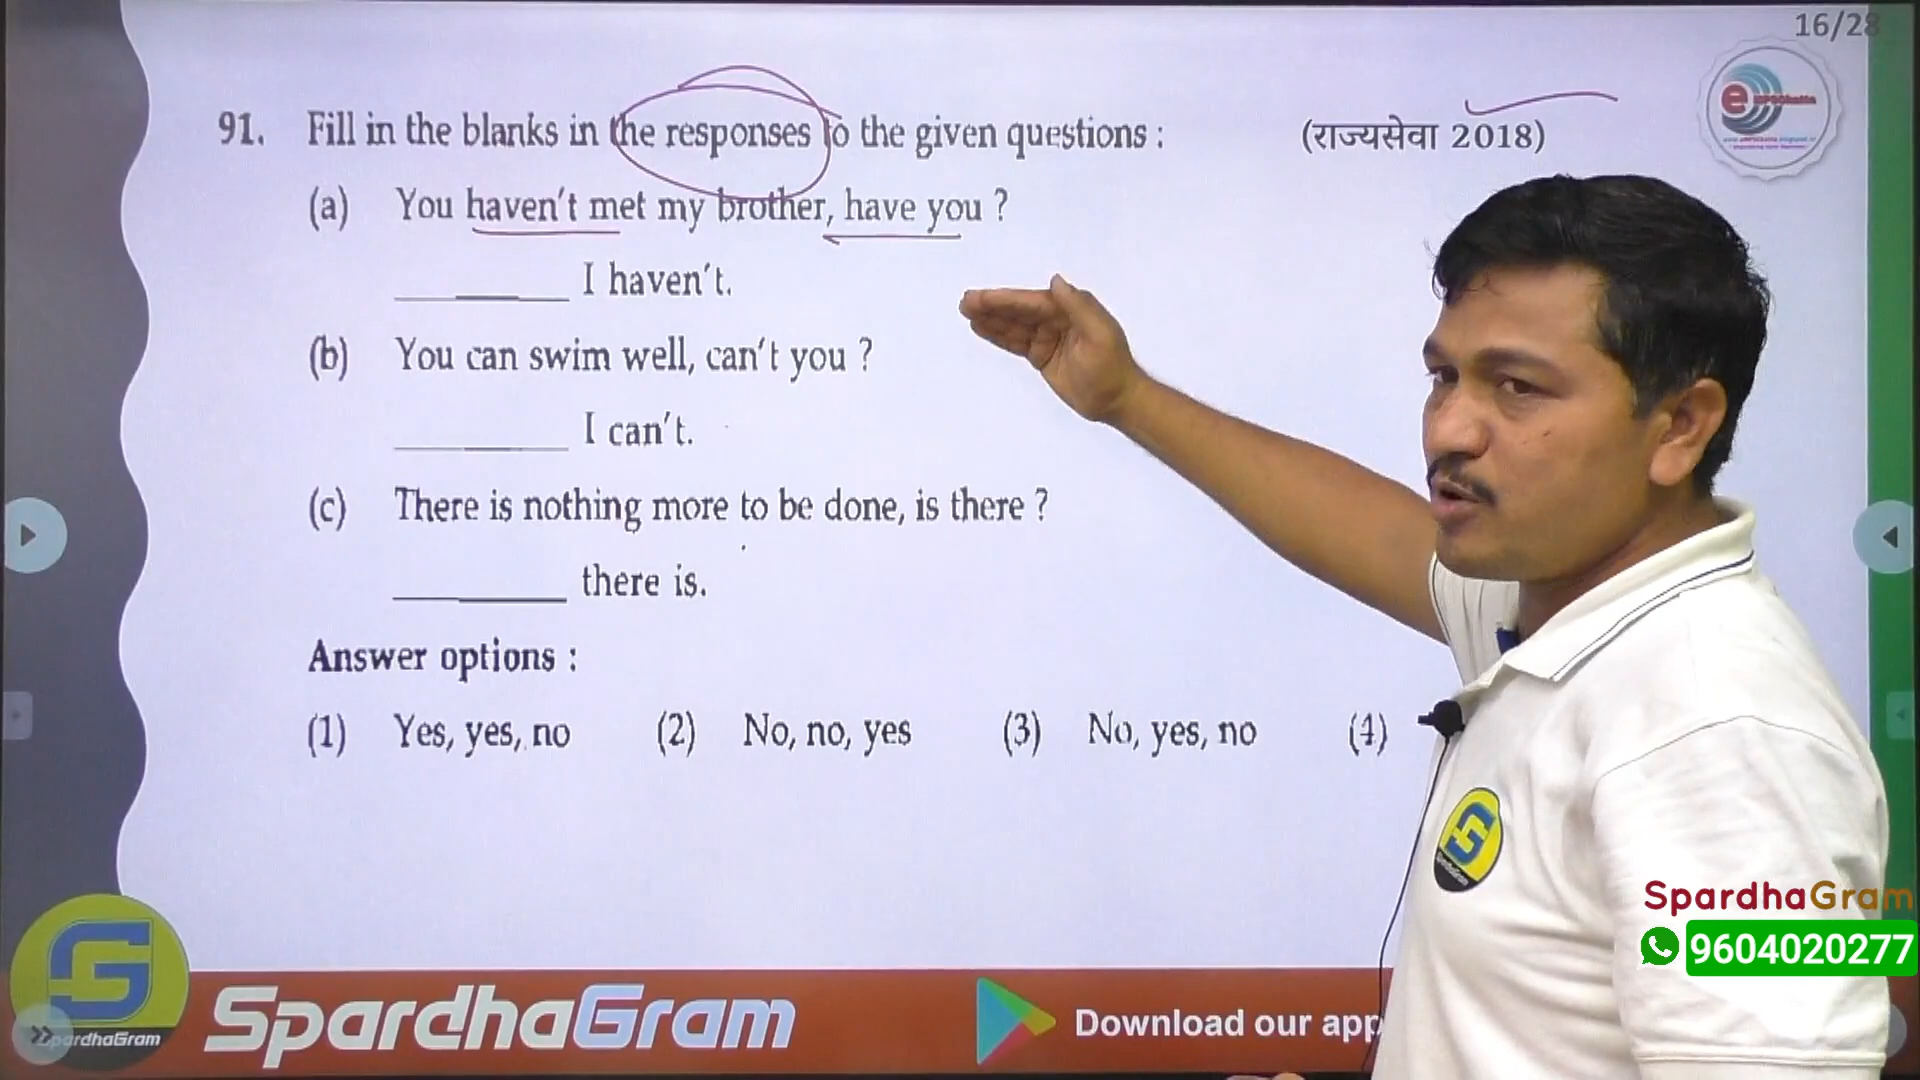 16/28
91. Fill in the blanks in the responses to the given questions : (राज्यसेवा 2018)
(a) You haven't met my brother, have you ?
________ I haven't.
(b) You can swim well, can't you ?
________ I can't.
(c) There is nothing more to be done, is there ?
________ there is.
Answer options :
(1) Yes, yes, no (2) No, no, yes (3) No, yes, no (4)
SpardhaGram
9604020277
SpardhaGram
SpardhaGram
Download our app